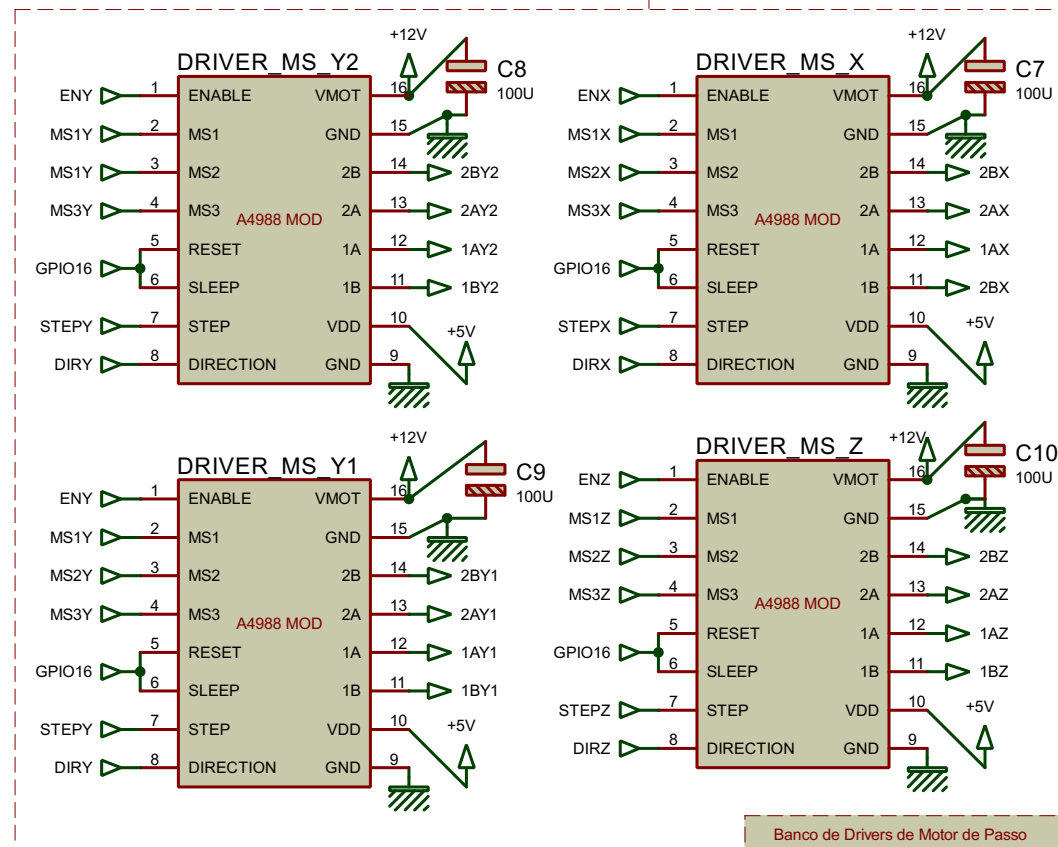 DRIVER_MS_Y2
+12V
C8
100U
ENY 1 ENABLE VMOT 16
MS1Y 2 MS1 GND 15
MS1Y 3 MS2 2B 14 2BY2
MS3Y 4 MS3 2A 13 2AY2
A4988 MOD
GPIO16 5 RESET 1A 12 1AY2
6 SLEEP 1B 11 1BY2
STEPY 7 STEP VDD 10 +5V
DIRY 8 DIRECTION GND 9
DRIVER_MS_X
+12V
C7
100U
ENX 1 ENABLE VMOT 16
MS1X 2 MS1 GND 15
MS2X 3 MS2 2B 14 2BX
MS3X 4 MS3 2A 13 2AX
A4988 MOD
GPIO16 5 RESET 1A 12 1AX
6 SLEEP 1B 11 2BX
STEPX 7 STEP VDD 10 +5V
DIRX 8 DIRECTION GND 9
DRIVER_MS_Y1
+12V
C9
100U
ENY 1 ENABLE VMOT 16
MS1Y 2 MS1 GND 15
MS2Y 3 MS2 2B 14 2BY1
MS3Y 4 MS3 2A 13 2AY1
A4988 MOD
GPIO16 5 RESET 1A 12 1AY1
6 SLEEP 1B 11 1BY1
STEPY 7 STEP VDD 10 +5V
DIRY 8 DIRECTION GND 9
DRIVER_MS_Z
+12V
C10
100U
ENZ 1 ENABLE VMOT 16
MS1Z 2 MS1 GND 15
MS2Z 3 MS2 2B 14 2BZ
MS3Z 4 MS3 2A 13 2AZ
A4988 MOD
GPIO16 5 RESET 1A 12 1AZ
6 SLEEP 1B 11 1BZ
STEPZ 7 STEP VDD 10 +5V
DIRZ 8 DIRECTION GND 9
Banco de Drivers de Motor de Passo